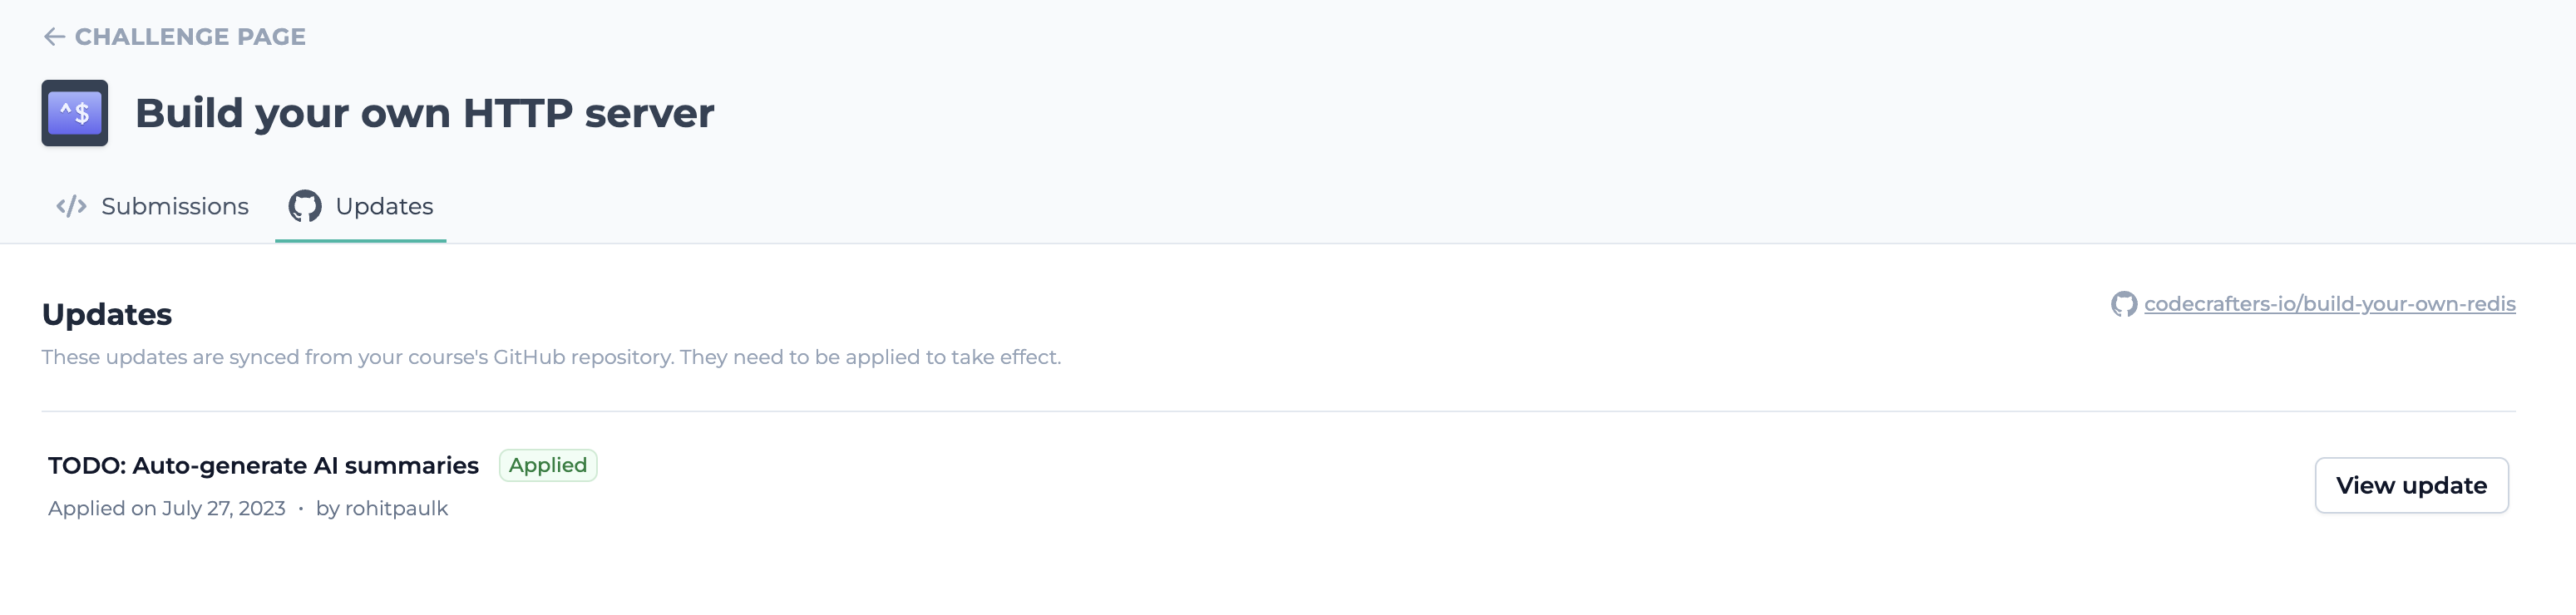 ← CHALLENGE PAGE
^$ Build your own HTTP server
</> Submissions Updates
Updates
codecrafters-io/build-your-own-redis
These updates are synced from your course's GitHub repository. They need to be applied to take effect.
TODO: Auto-generate AI summaries Applied
View update
Applied on July 27, 2023 · by rohitpaulk